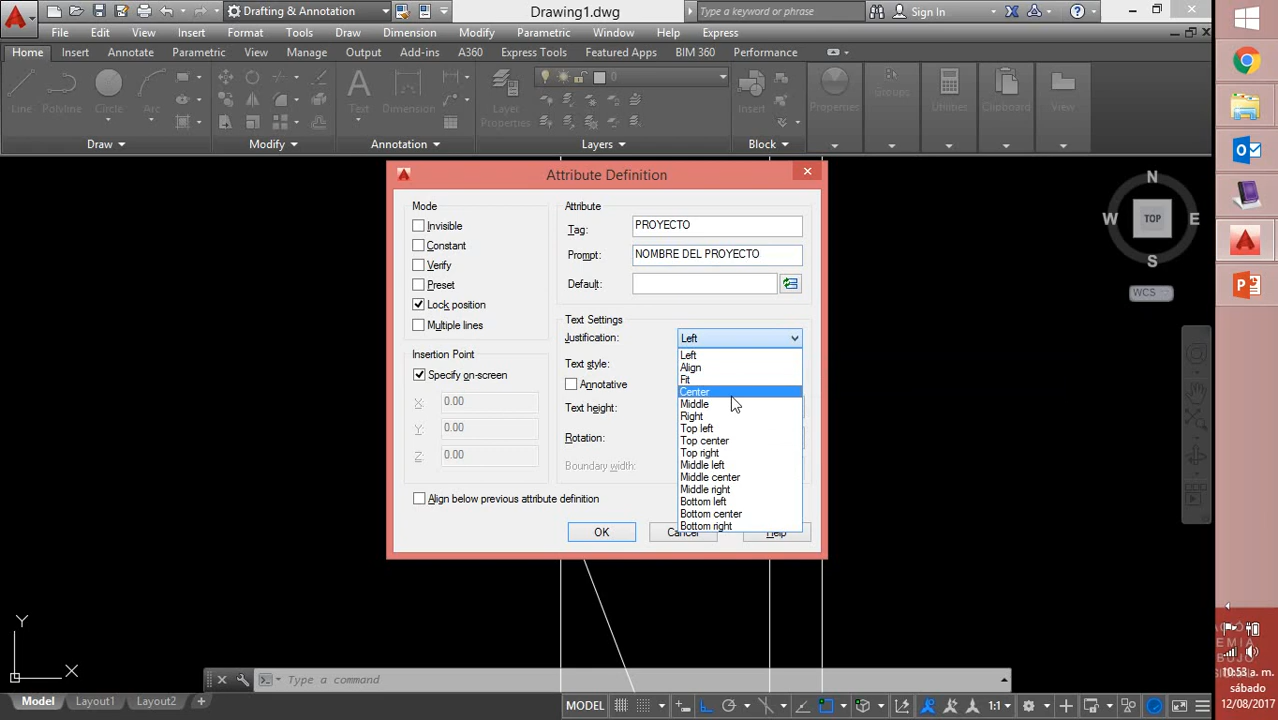 Drafting & Annotation
Drawing1.dwg
Type a keyword or phrase
Sign In
File Edit View Insert Format Tools Draw Dimension Modify Parametric Window Help Express
Home Insert Annotate Parametric View Manage Output Add-ins A360 Express Tools Featured Apps BIM 360 Performance
0
Line Polyline Circle Arc Text Dimension Layer Properties Insert Properties Groups Utilities Clipboard View
Draw Modify Annotation Layers Block
Attribute Definition
Mode
Invisible
Constant
Verify
Preset
Lock position
Multiple lines
Insertion Point
Specify on-screen
X: 0.00
Y: 0.00
Z: 0.00
Align below previous attribute definition
Attribute
Tag: PROYECTO
Prompt: NOMBRE DEL PROYECTO
Default:
Text Settings
Justification: Left
Text style:
Annotative
Text height:
Rotation:
Boundary width:
Left
Align
Fit
Center
Middle
Right
Top left
Top center
Top right
Middle left
Middle center
Middle right
Bottom left
Bottom center
Bottom right
OK Cancel Help
N
W TOP E
S
WCS
Y
X
Type a command
Model Layout1 Layout2 +
MODEL
1:1
10:53 a. m.
sábado
12/08/2017